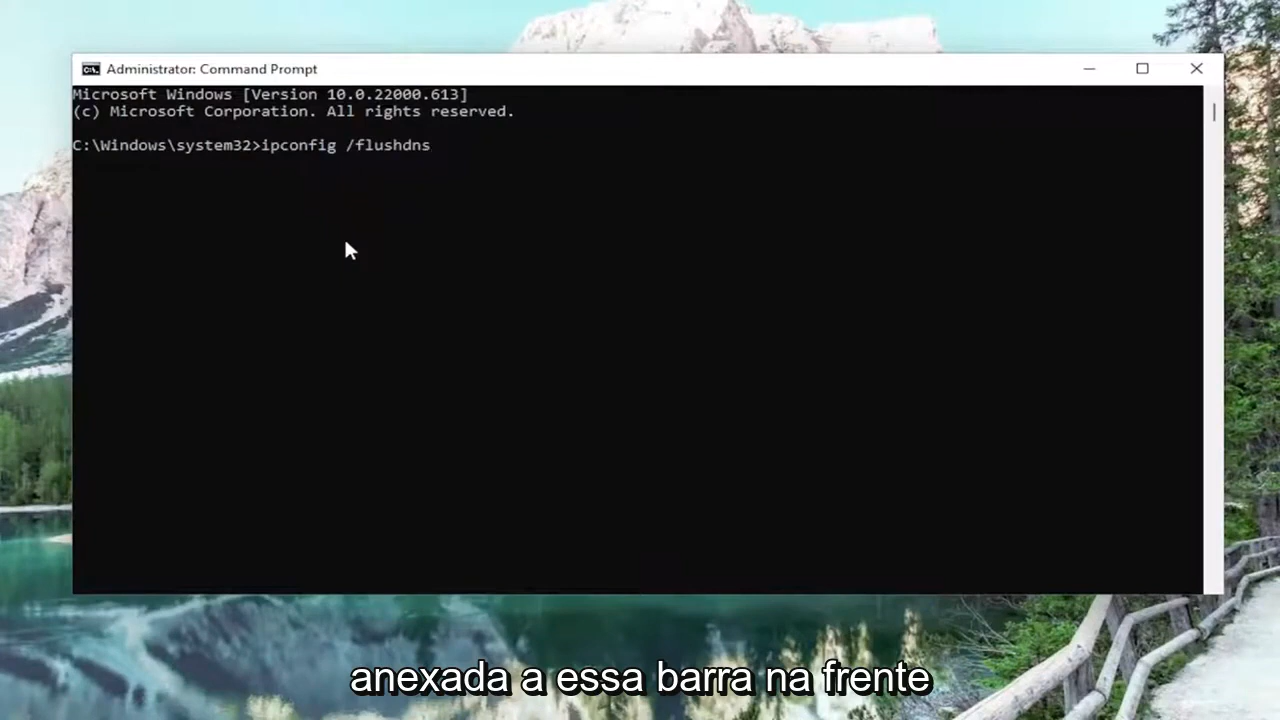 Administrator: Command Prompt
Microsoft Windows [Version 10.0.22000.613]
(c) Microsoft Corporation. All rights reserved.
C:\Windows\system32>ipconfig /flushdns
anexada a essa barra na frente